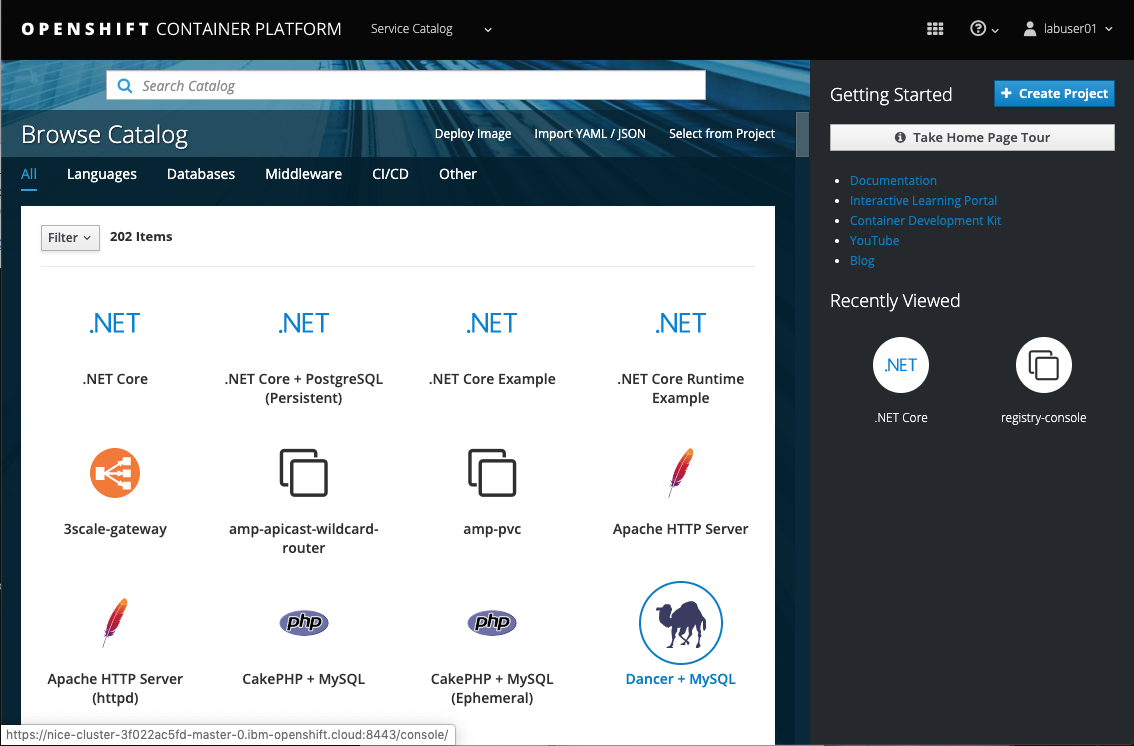 OPENSHIFT CONTAINER PLATFORM
Service Catalog
labuser01
Search Catalog
Browse Catalog
Deploy Image
Import YAML / JSON
Select from Project
All
Languages
Databases
Middleware
CI/CD
Other
Filter
202 Items
.NET
.NET
.NET
.NET
.NET Core
.NET Core + PostgreSQL
(Persistent)
.NET Core Example
.NET Core Runtime
Example
3scale-gateway
amp-apicast-wildcard-
router
amp-pvc
Apache HTTP Server
php
php
Apache HTTP Server
(httpd)
CakePHP + MySQL
CakePHP + MySQL
(Ephemeral)
Dancer + MySQL
https://nice-cluster-3f022ac5fd-master-0.ibm-openshift.cloud:8443/console/
Getting Started
+ Create Project
Take Home Page Tour
Documentation
Interactive Learning Portal
Container Development Kit
YouTube
Blog
Recently Viewed
.NET
.NET Core
registry-console